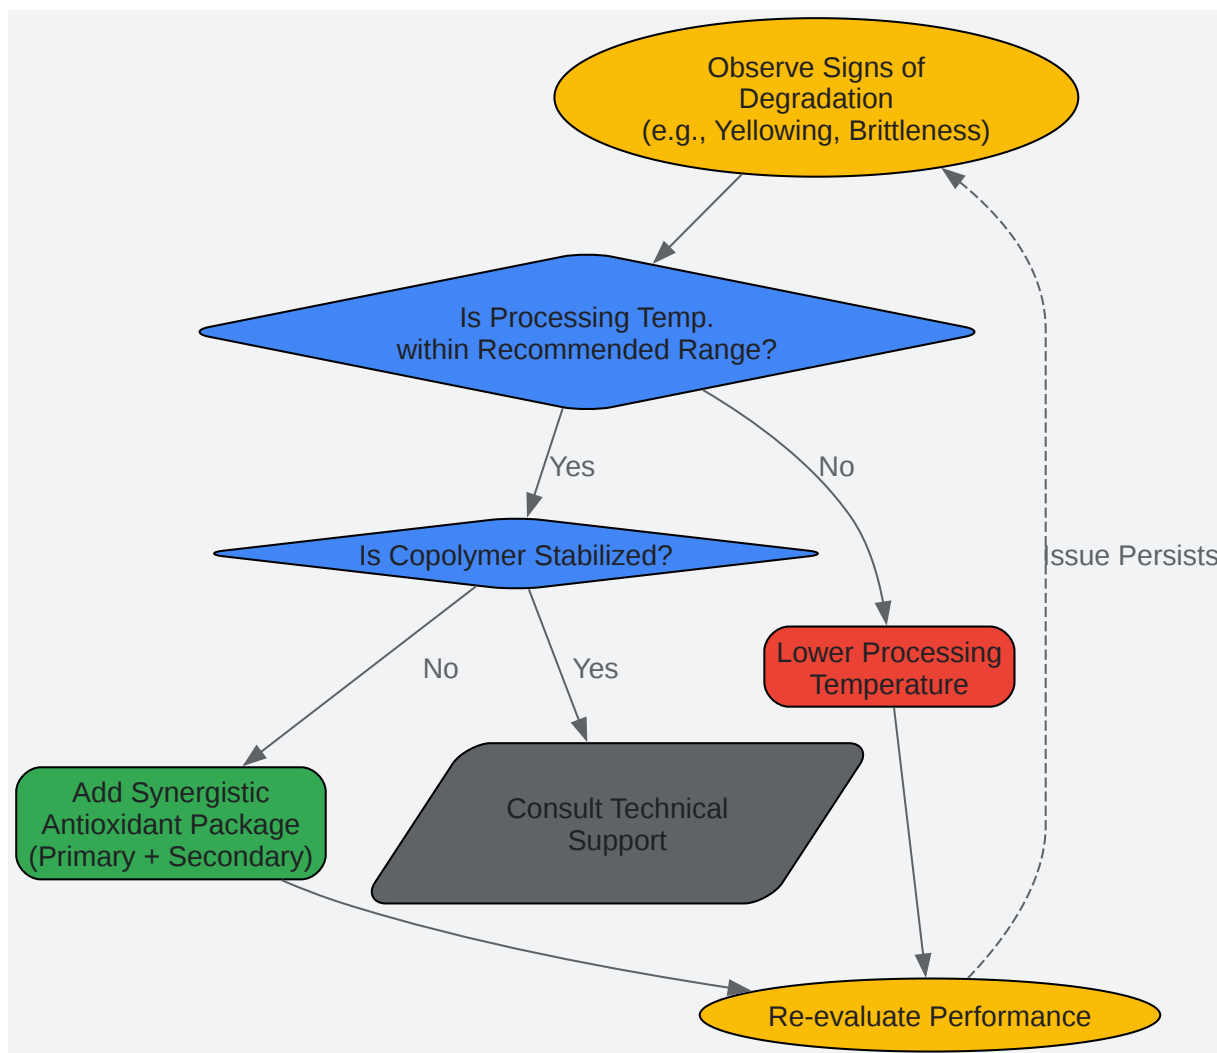 Observe Signs of
Degradation
(e.g., Yellowing, Brittleness)
Is Processing Temp.
within Recommended Range?
Yes
No
Is Copolymer Stabilized?
Issue Persists
No
Yes
Lower Processing
Temperature
Add Synergistic
Antioxidant Package
(Primary + Secondary)
Consult Technical
Support
Re-evaluate Performance